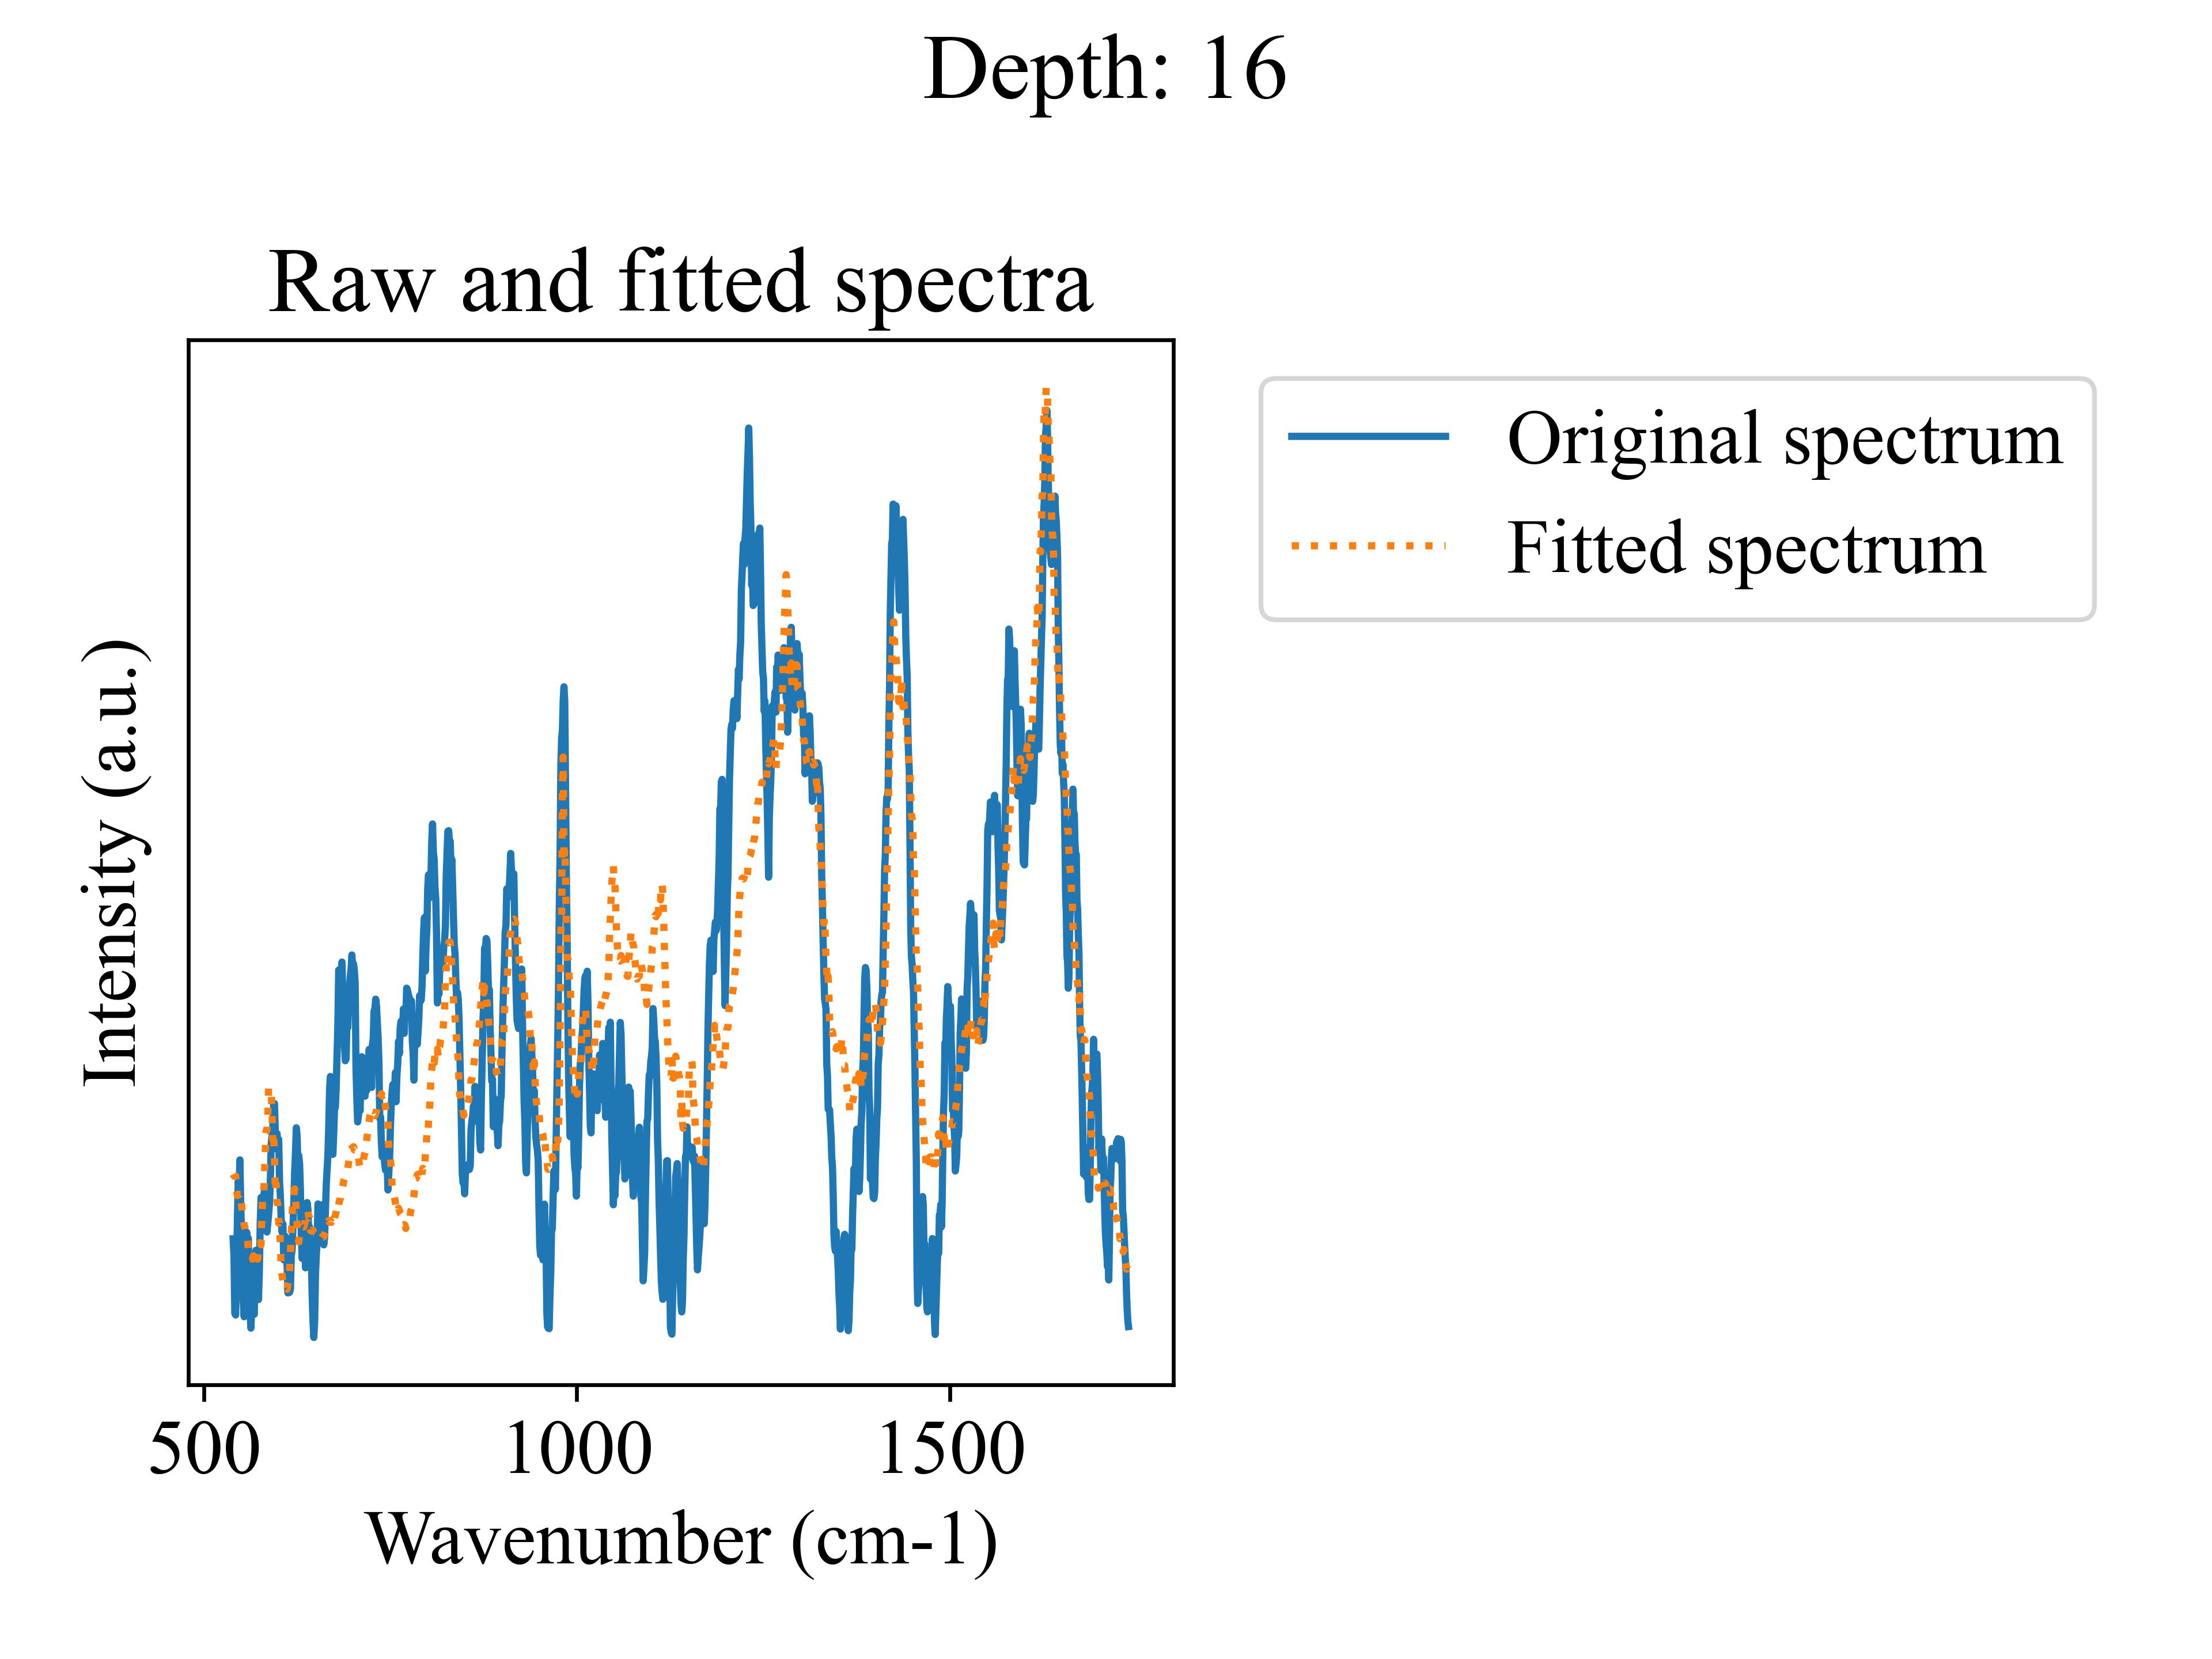 Depth: 16
Raw and fitted spectra
Original spectrum
Fitted spectrum
Intensity (a.u.)
500 1000 1500
Wavenumber (cm-1)